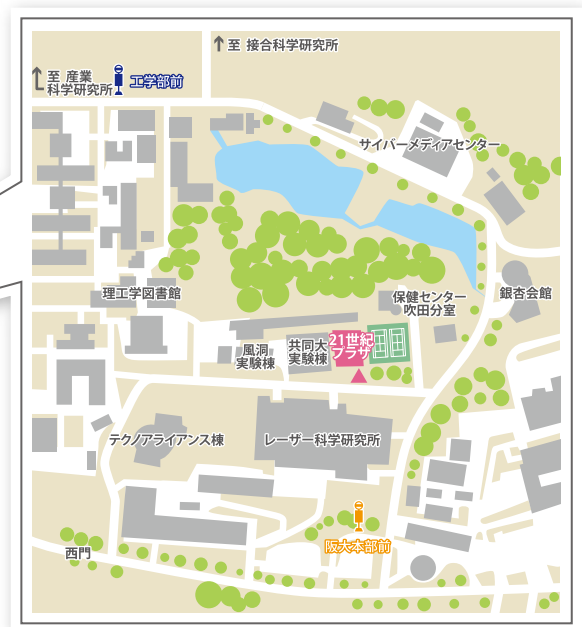 至 接合科学研究所
至 産業
科学研究所
工学部前
サイバーメディアセンター
理工学図書館
保健センター
吹田分室
銀杏会館
風洞
実験棟
共同大
実験棟
21世紀
プラザ
テクノアライアンス棟
レーザー科学研究所
阪大本部前
西門